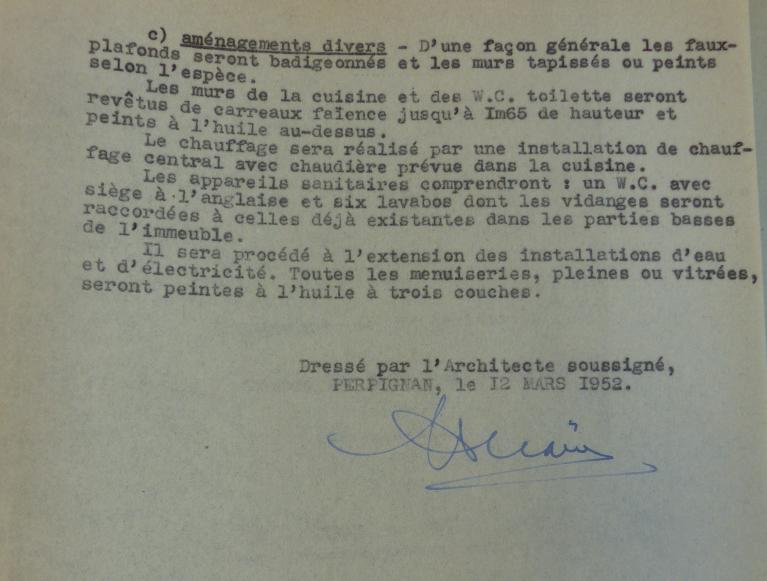 c) aménagements divers - D'une façon générale les faux-
plafonds seront badigeonnés et les murs tapissés ou peints
selon l'espèce.
Les murs de la cuisine et des W.C. toilette seront
revêtus de carreaux faïence jusqu'à Im65 de hauteur et
peints à l'huile au-dessus.
Le chauffage sera réalisé par une installation de chauf-
fage central avec chaudière prévue dans la cuisine.
Les appareils sanitaires comprendront : un W.C. avec
siège à l'anglaise et six lavabos dont les vidanges seront
raccordées à celles déjà existantes dans les parties basses
de l'immeuble.
Il sera procédé à l'extension des installations d'eau
et d'électricité. Toutes les menuiseries, pleines ou vitrées,
seront peintes à l'huile à trois couches.
Dressé par l'Architecte soussigné,
PERPIGNAN, le I2 MARS I952.